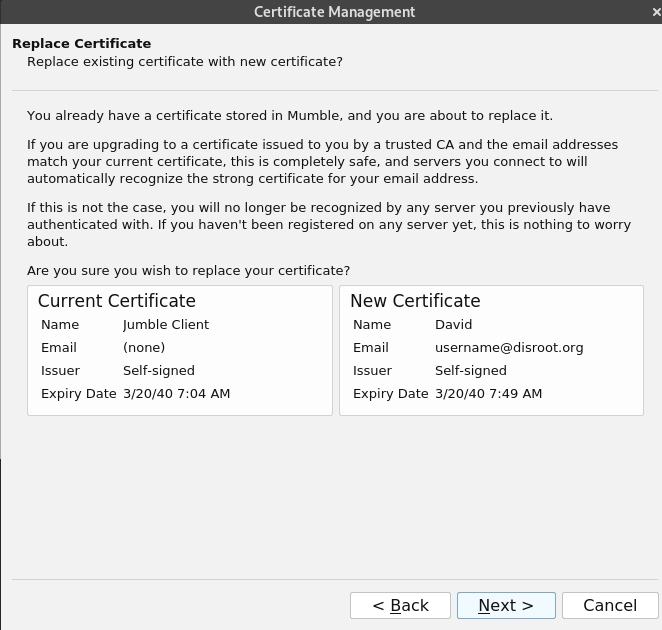 Certificate Management
×
Replace Certificate
Replace existing certificate with new certificate?
You already have a certificate stored in Mumble, and you are about to replace it.
If you are upgrading to a certificate issued to you by a trusted CA and the email addresses
match your current certificate, this is completely safe, and servers you connect to will
automatically recognize the strong certificate for your email address.
If this is not the case, you will no longer be recognized by any server you previously have
authenticated with. If you haven't been registered on any server yet, this is nothing to worry
about.
Are you sure you wish to replace your certificate?
Current Certificate
Name Jumble Client
Email (none)
Issuer Self-signed
Expiry Date 3/20/40 7:04 AM
New Certificate
Name David
Email username@disroot.org
Issuer Self-signed
Expiry Date 3/20/40 7:49 AM
< Back
Next >
Cancel